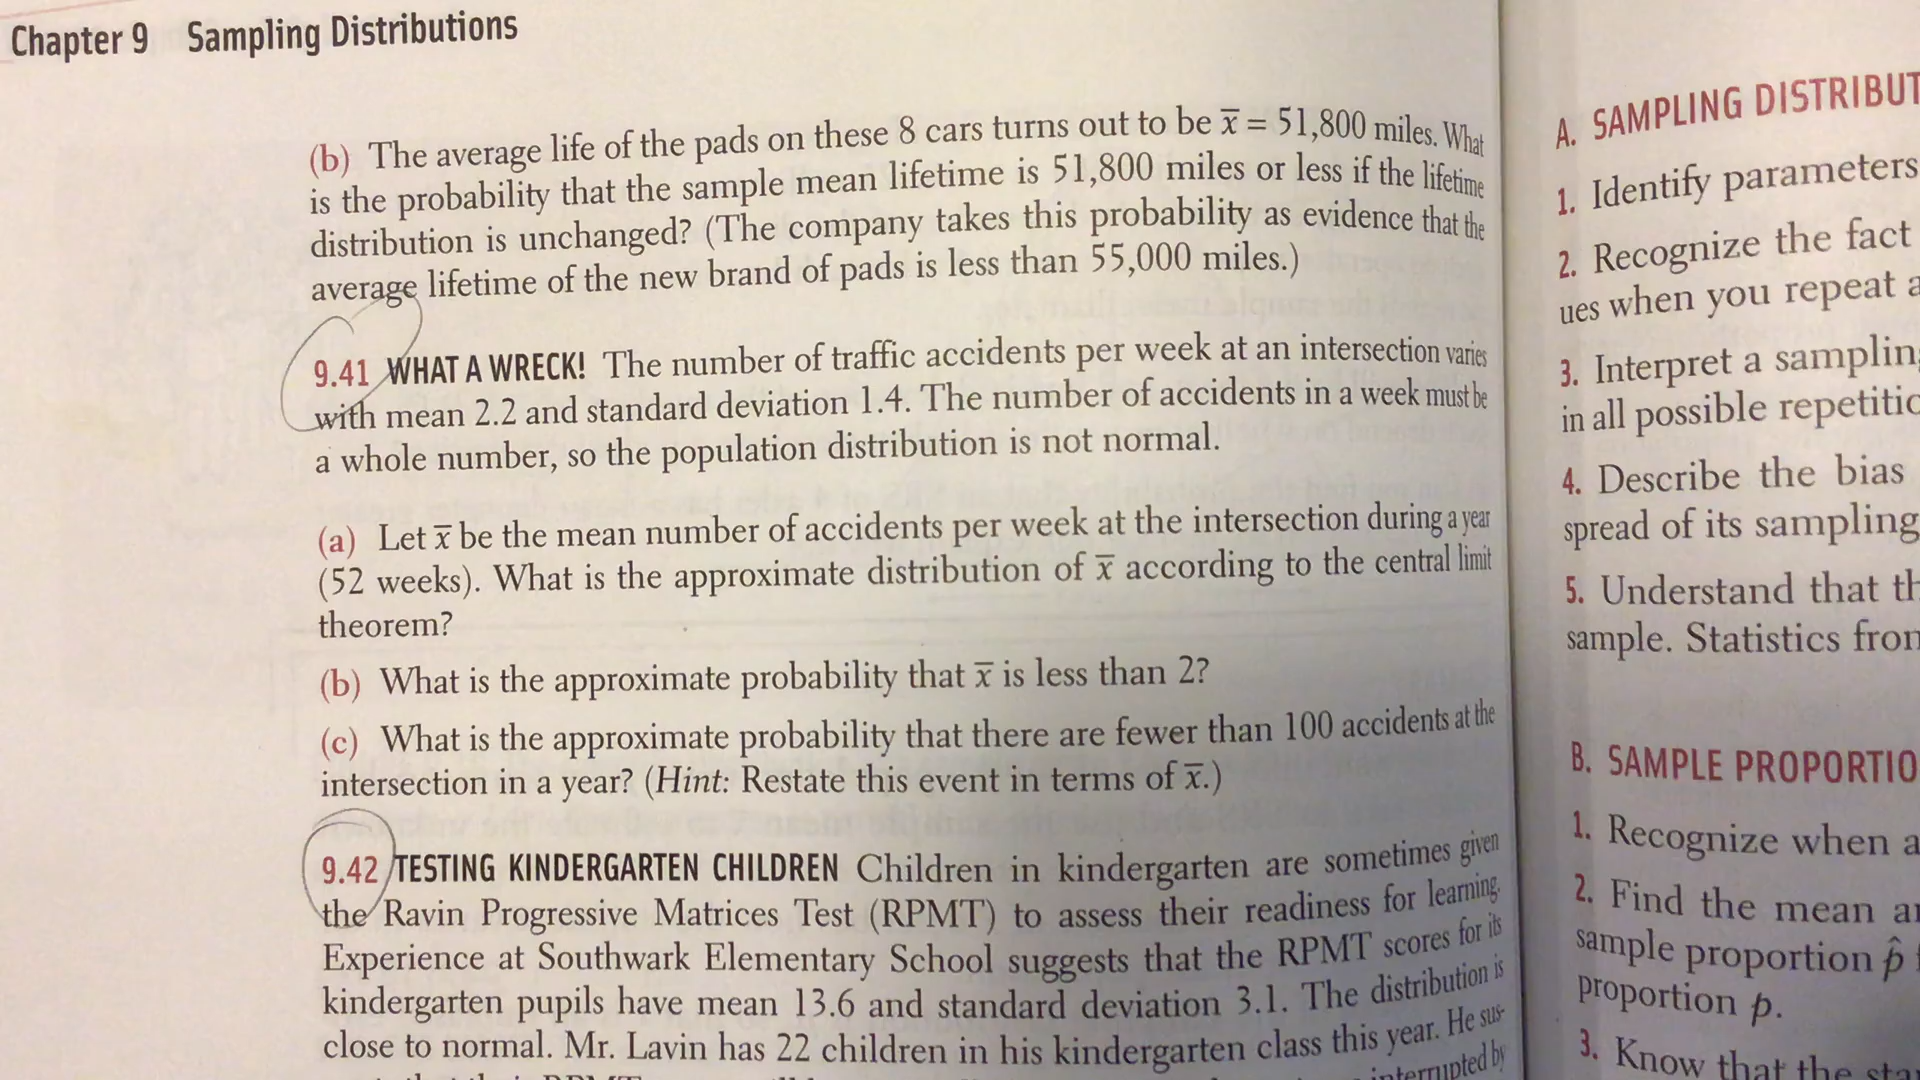 Chapter 9 Sampling Distributions
(b) The average life of the pads on these 8 cars turns out to be x̅ = 51,800 miles. What
is the probability that the sample mean lifetime is 51,800 miles or less if the lifetime
distribution is unchanged? (The company takes this probability as evidence that the
average lifetime of the new brand of pads is less than 55,000 miles.)
9.41 WHAT A WRECK! The number of traffic accidents per week at an intersection varies
with mean 2.2 and standard deviation 1.4. The number of accidents in a week must be
a whole number, so the population distribution is not normal.
(a) Let x̅ be the mean number of accidents per week at the intersection during a year
(52 weeks). What is the approximate distribution of x̅ according to the central limit
theorem?
(b) What is the approximate probability that x̅ is less than 2?
(c) What is the approximate probability that there are fewer than 100 accidents at the
intersection in a year? (Hint: Restate this event in terms of x̅.)
9.42 TESTING KINDERGARTEN CHILDREN Children in kindergarten are sometimes given
the Ravin Progressive Matrices Test (RPMT) to assess their readiness for learning.
Experience at Southwark Elementary School suggests that the RPMT scores for its
kindergarten pupils have mean 13.6 and standard deviation 3.1. The distribution is
close to normal. Mr. Lavin has 22 children in his kindergarten class this year. He sus-
interrupted by
A. SAMPLING DISTRIBUT
1. Identify parameters
2. Recognize the fact
ues when you repeat a
3. Interpret a sampling
in all possible repetitio
4. Describe the bias
spread of its sampling
5. Understand that th
sample. Statistics from
B. SAMPLE PROPORTIO
1. Recognize when a
2. Find the mean an
sample proportion p̂
proportion p.
3. Know that the sta